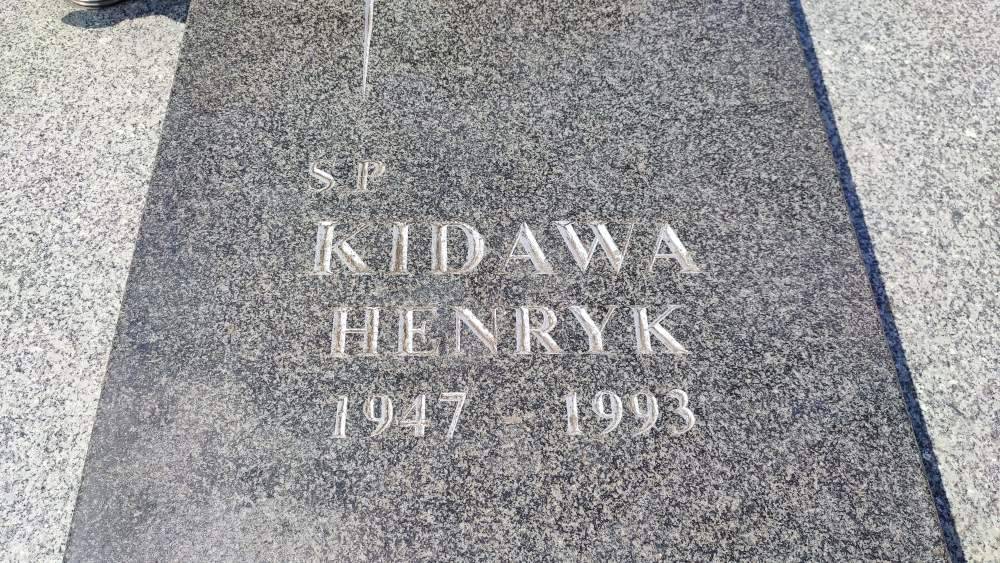 S.P
KIDAWA
HENRYK
1947 - 1993